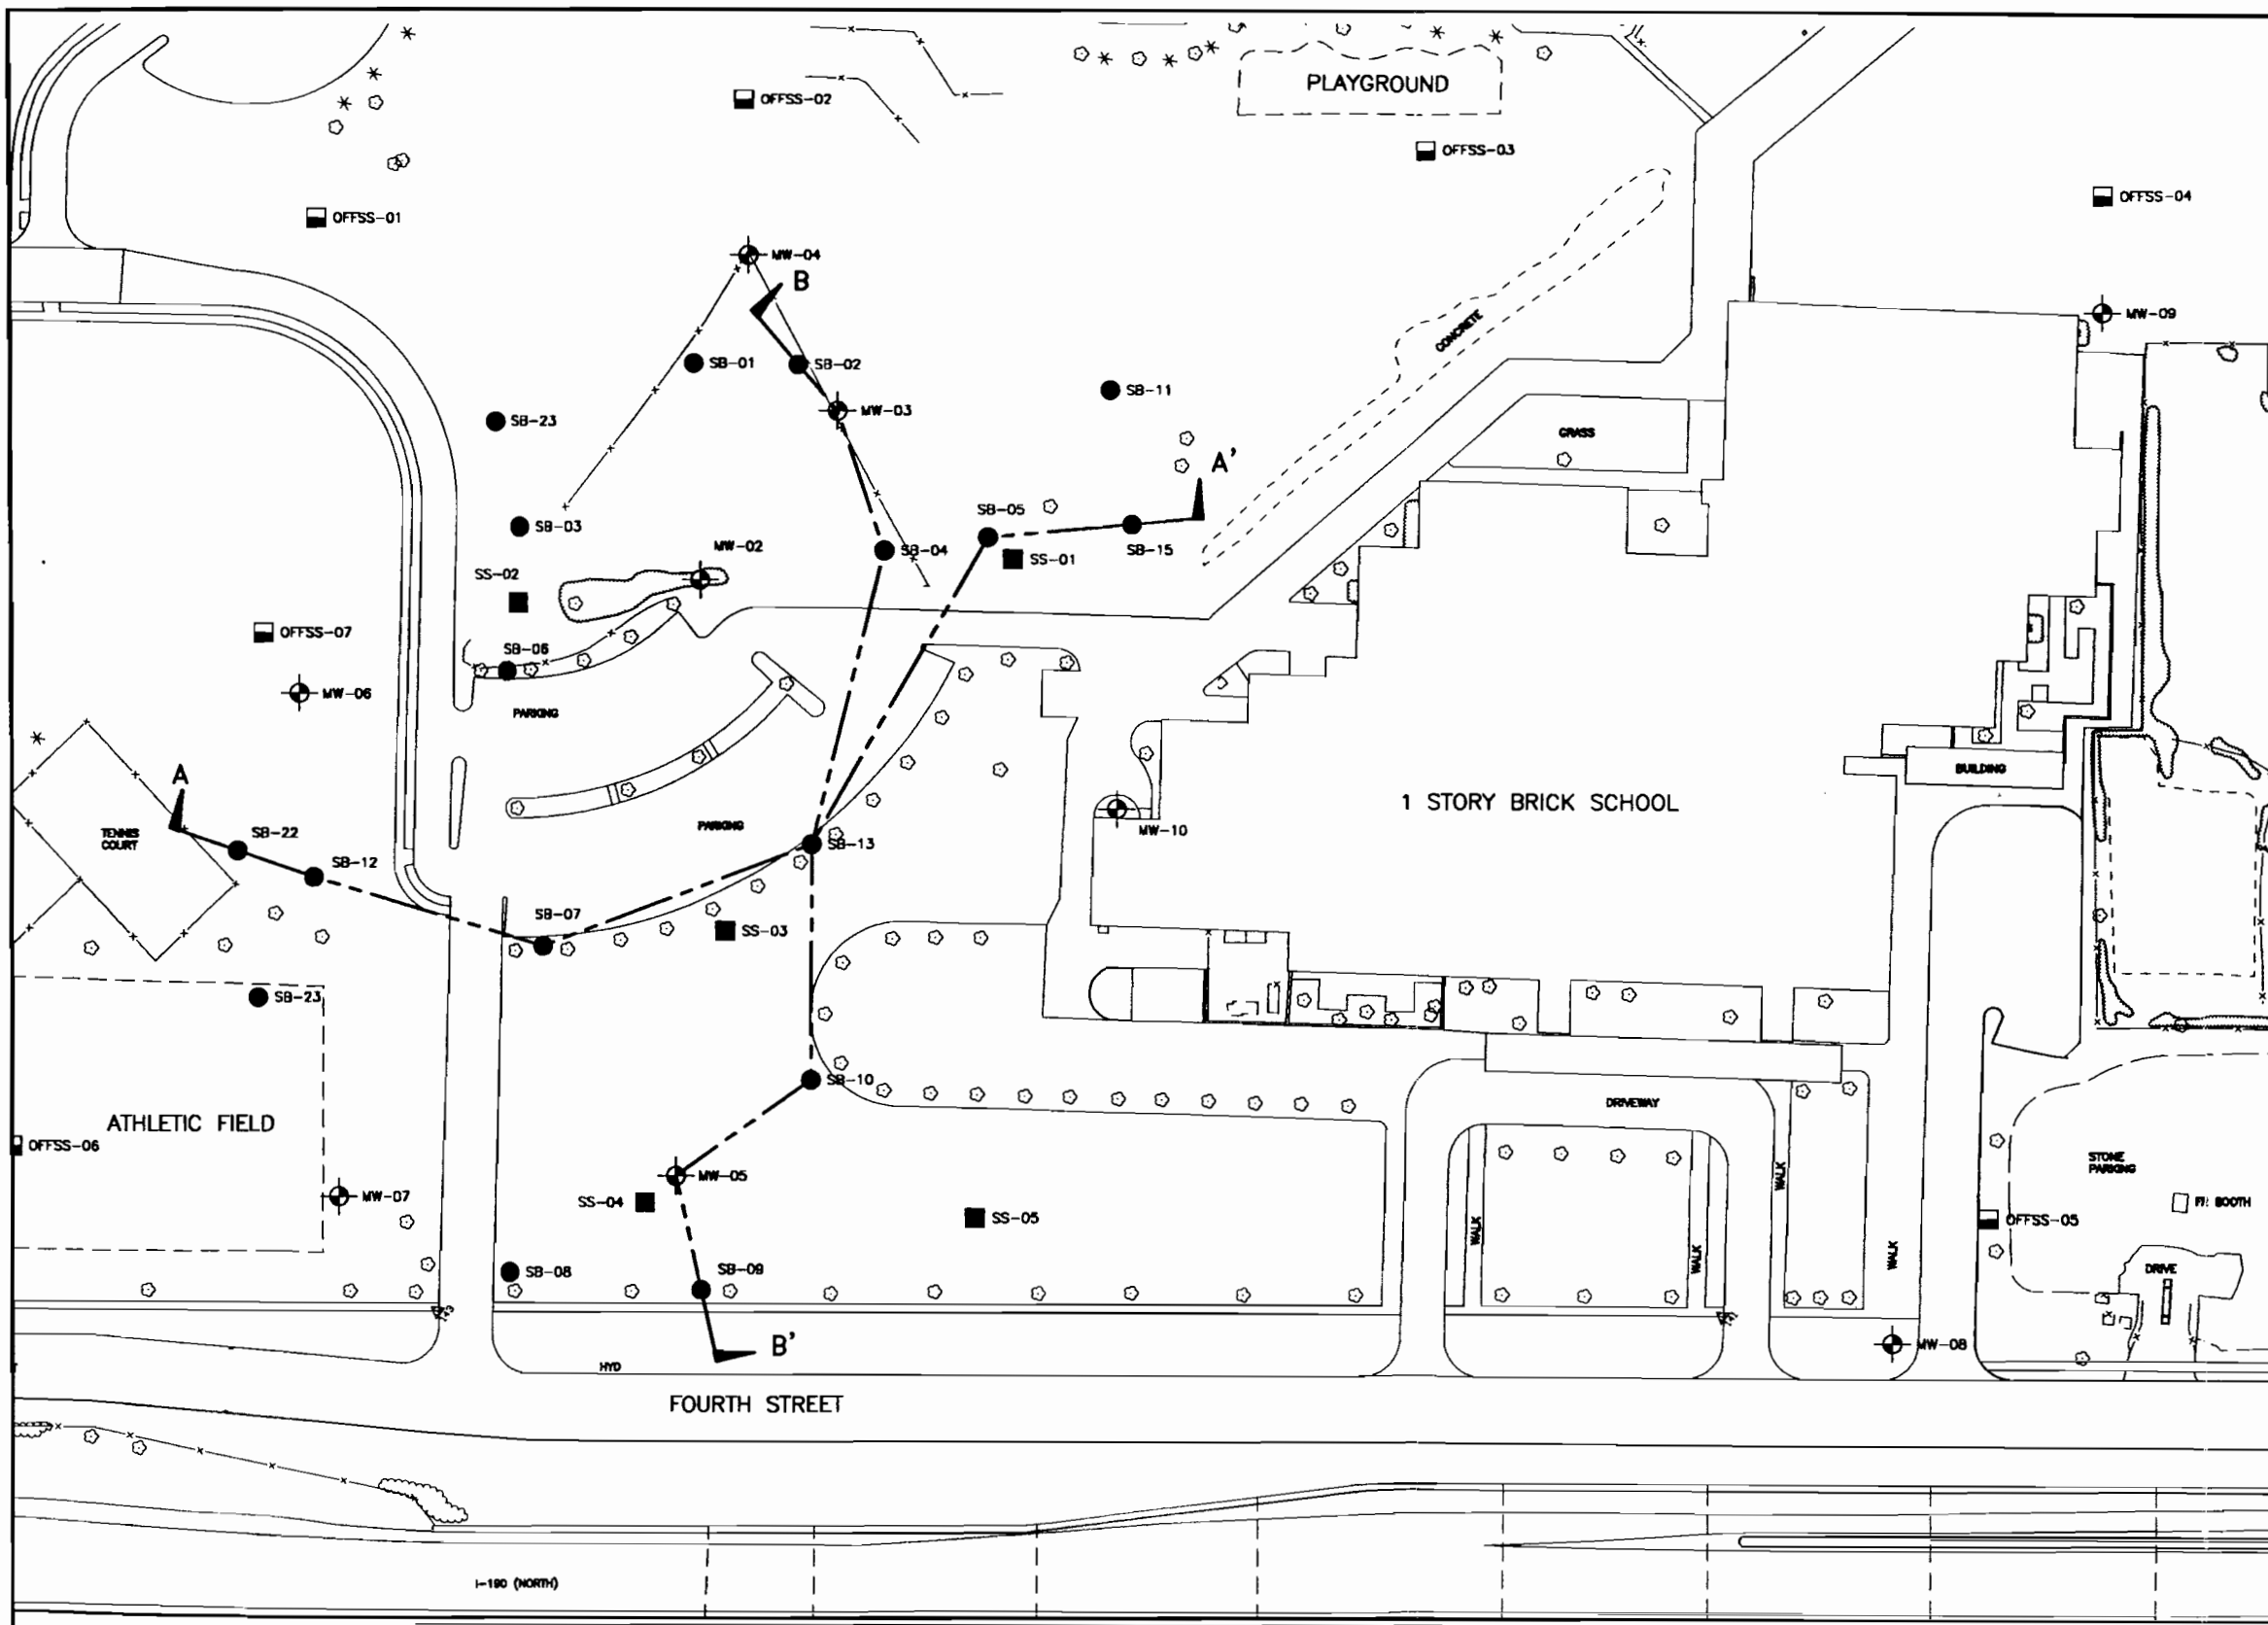 PLAYGROUND
OFFSS-02
OFFSS-03
OFFSS-04
OFFSS-01
MW-04
B
MW-09
CONCRETE
SB-01
SB-02
SB-11
MW-03
SB-23
GRASS
A'
SB-05
SB-03
SB-04
SB-15
MW-02
SS-01
SS-02
OFFSS-07
SB-06
MW-06
PARKING
A
BUILDING
1 STORY BRICK SCHOOL
PARKING
MW-10
TENNIS
COURT
SB-22
SB-13
SB-12
SB-07
SS-03
SB-23
SB-10
DRIVEWAY
ATHLETIC FIELD
OFFSS-06
STONE
PARKING
MW-05
WALK
MW-07
SS-04
SS-05
BOOTH
OFFSS-05
WALK
WALK
WALK
SB-08
SB-09
DRIVE
B'
MW-08
HYD
FOURTH STREET
I-190 (NORTH)